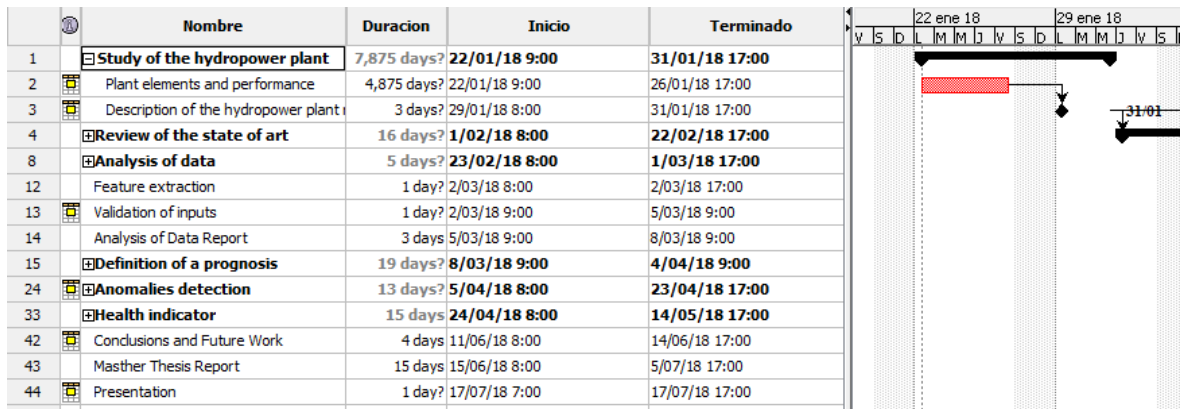 Nombre Duracion Inicio Terminado 22 ene 18 29 ene 18
V S D L M M J V S D L M M J V S
1 Study of the hydropower plant 7,875 days? 22/01/18 9:00 31/01/18 17:00
2 Plant elements and performance 4,875 days? 22/01/18 9:00 26/01/18 17:00
3 Description of the hydropower plant 3 days? 29/01/18 8:00 31/01/18 17:00 31/01
4 Review of the state of art 16 days? 1/02/18 8:00 22/02/18 17:00
8 Analysis of data 5 days? 23/02/18 8:00 1/03/18 17:00
12 Feature extraction 1 day? 2/03/18 8:00 2/03/18 17:00
13 Validation of inputs 1 day? 2/03/18 9:00 5/03/18 9:00
14 Analysis of Data Report 3 days 5/03/18 9:00 8/03/18 9:00
15 Definition of a prognosis 19 days? 8/03/18 9:00 4/04/18 9:00
24 Anomalies detection 13 days? 5/04/18 8:00 23/04/18 17:00
33 Health indicator 15 days 24/04/18 8:00 14/05/18 17:00
42 Conclusions and Future Work 4 days 11/06/18 8:00 14/06/18 17:00
43 Masther Thesis Report 15 days 15/06/18 8:00 5/07/18 17:00
44 Presentation 1 day? 17/07/18 7:00 17/07/18 17:00